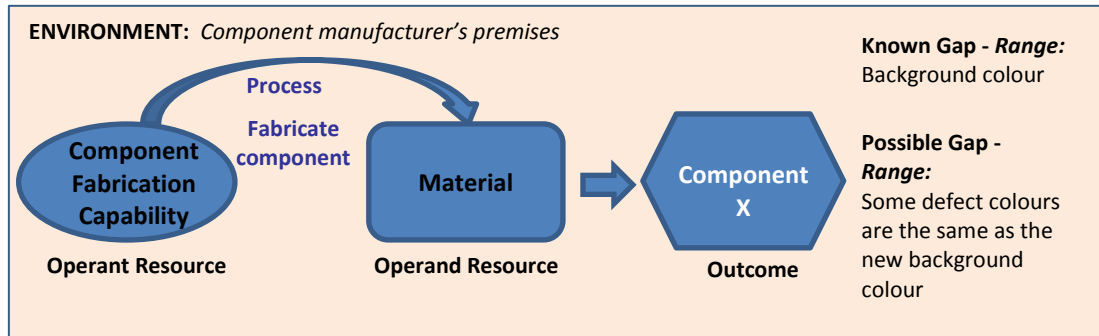 ENVIRONMENT: Component manufacturer’s premises
Process
Fabricate
component
Component
Fabrication
Capability
Operant Resource
Material
Operand Resource
Component
X
Outcome
Known Gap - Range:
Background colour
Possible Gap -
Range:
Some defect colours
are the same as the
new background
colour